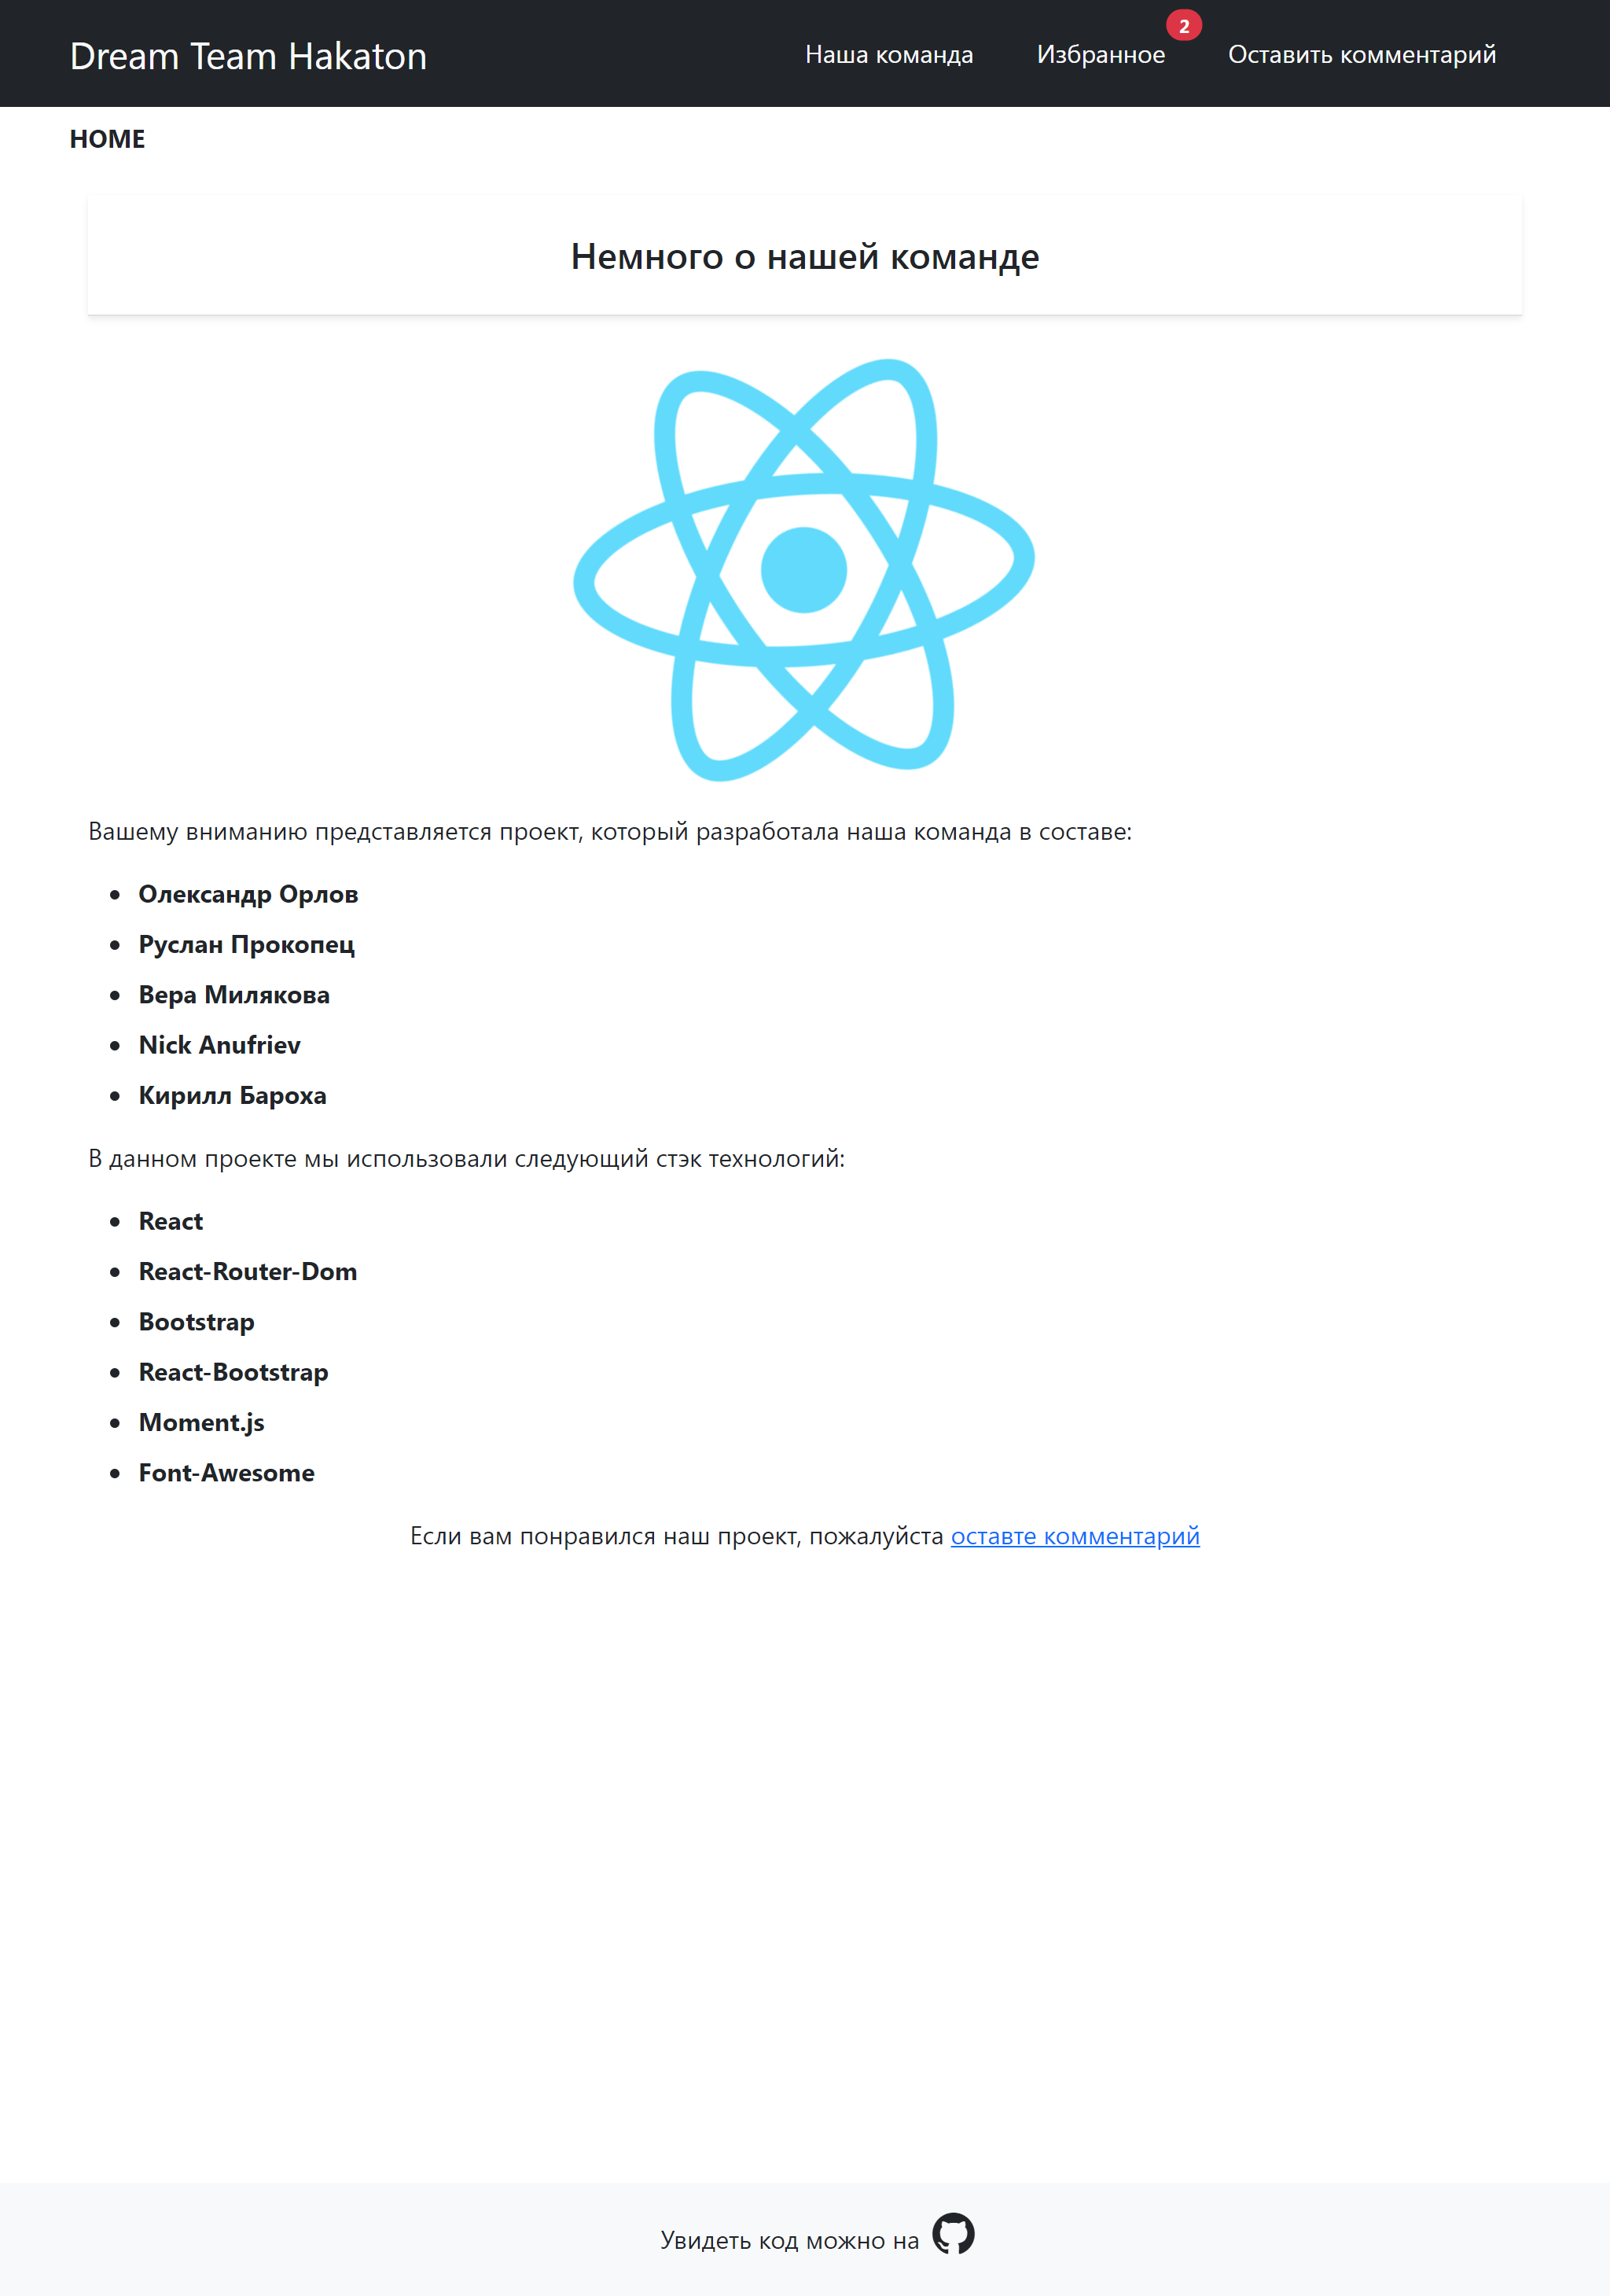 Dream Team Hakaton
Наша команда
Избранное
2
Оставить комментарий
HOME
Немного о нашей команде
Вашему вниманию представляется проект, который разработала наша команда в составе:
Олександр Орлов
Руслан Прокопец
Вера Милякова
Nick Anufriev
Кирилл Бароха
В данном проекте мы использовали следующий стэк технологий:
React
React-Router-Dom
Bootstrap
React-Bootstrap
Moment.js
Font-Awesome
Если вам понравился наш проект, пожалуйста оставте комментарий
Увидеть код можно на